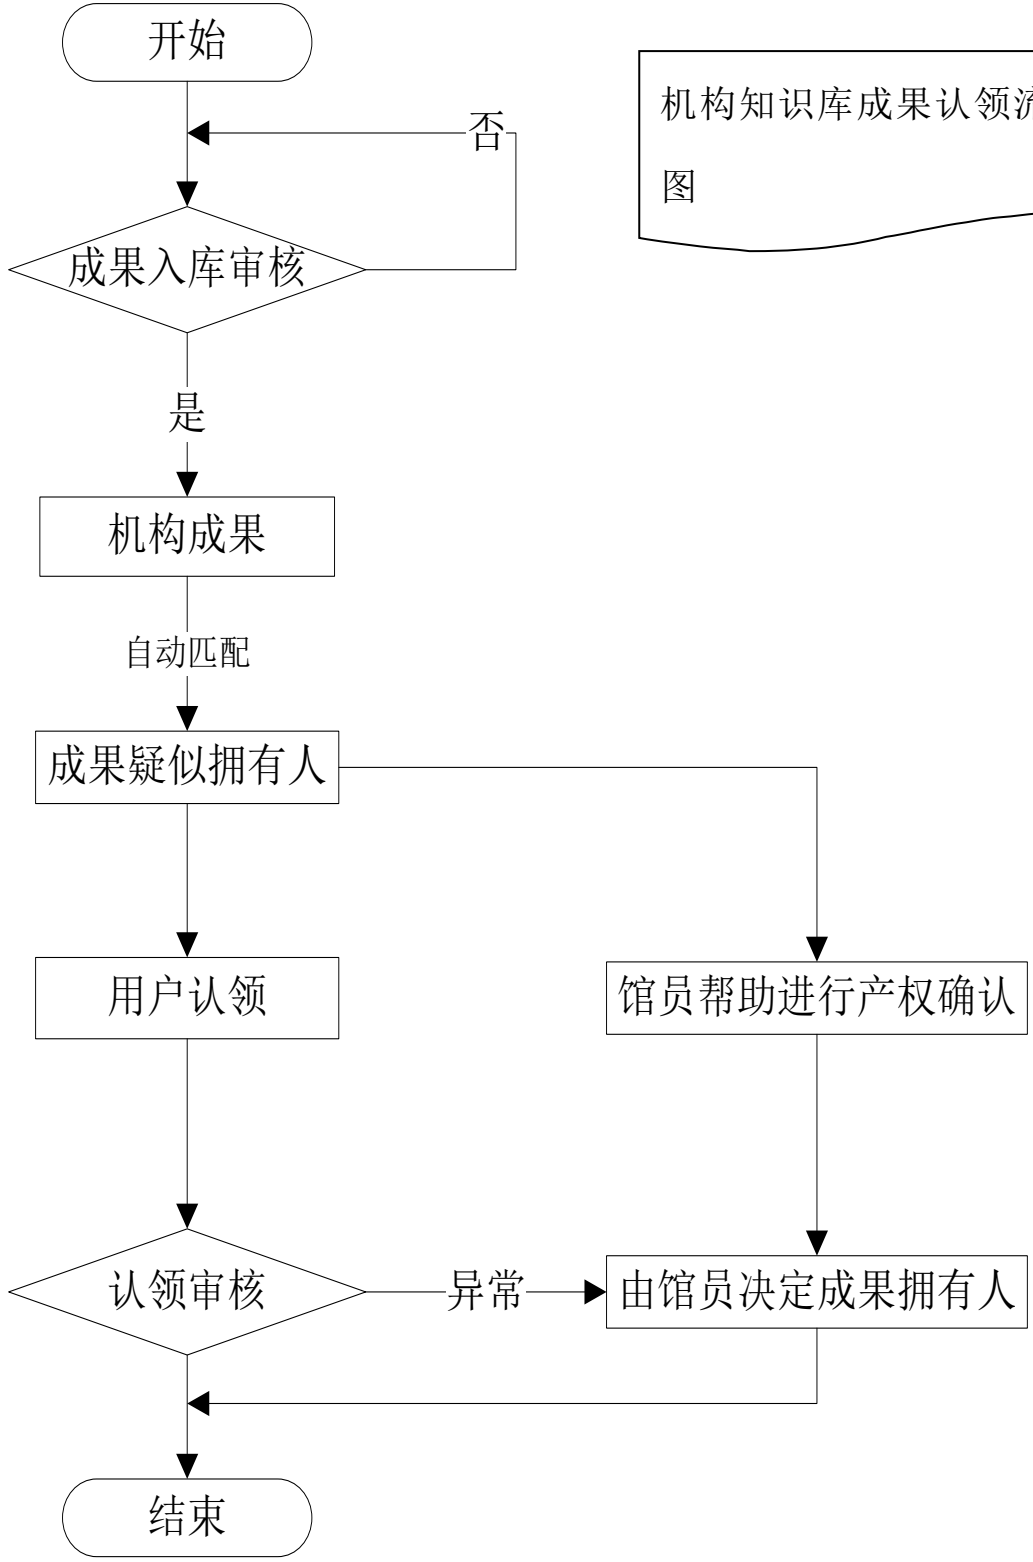 开始
机构知识库成果认领流
图
否
成果入库审核
是
机构成果
自动匹配
成果疑似拥有人
用户认领
馆员帮助进行产权确认
认领审核
异常
由馆员决定成果拥有人
结束